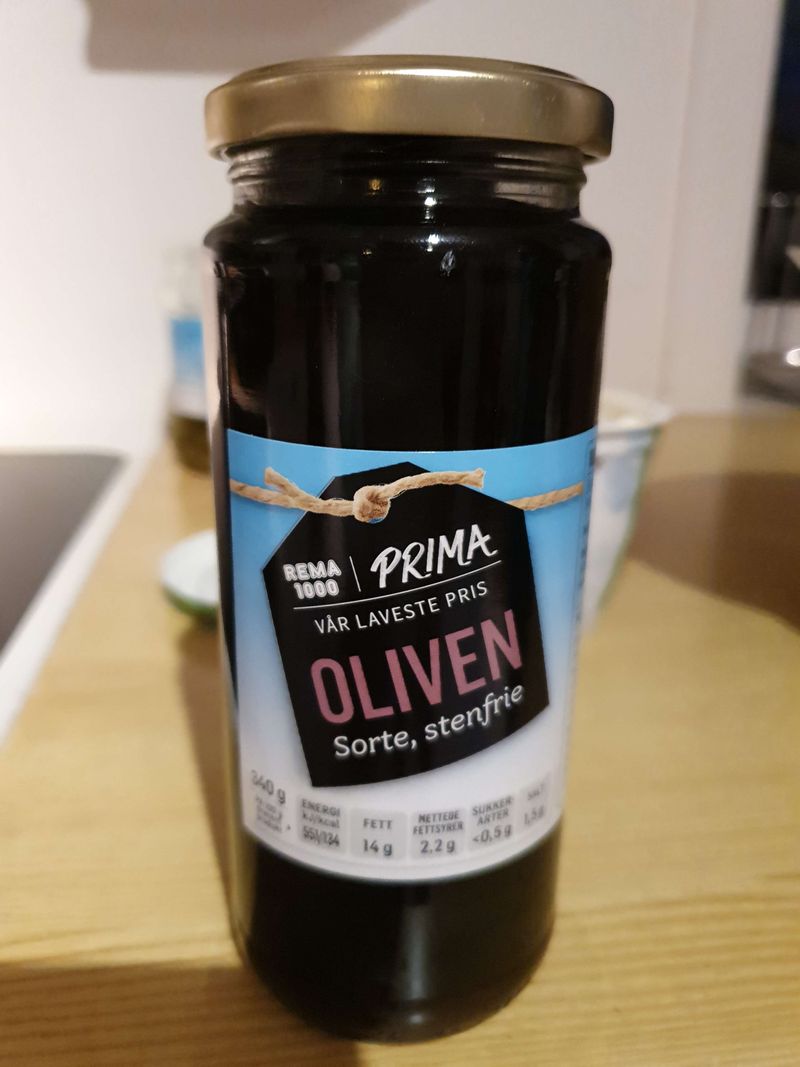 REMA 1000 | PRIMA
VÅR LAVESTE PRIS
OLIVEN
Sorte, stenfrie
340 g
ENERGI kJ/kcal 551/134
FETT 14 g
METTEDE FETTSYRER 2,2 g
SUKKER ARTER <0,5 g
SALT 1,5 g